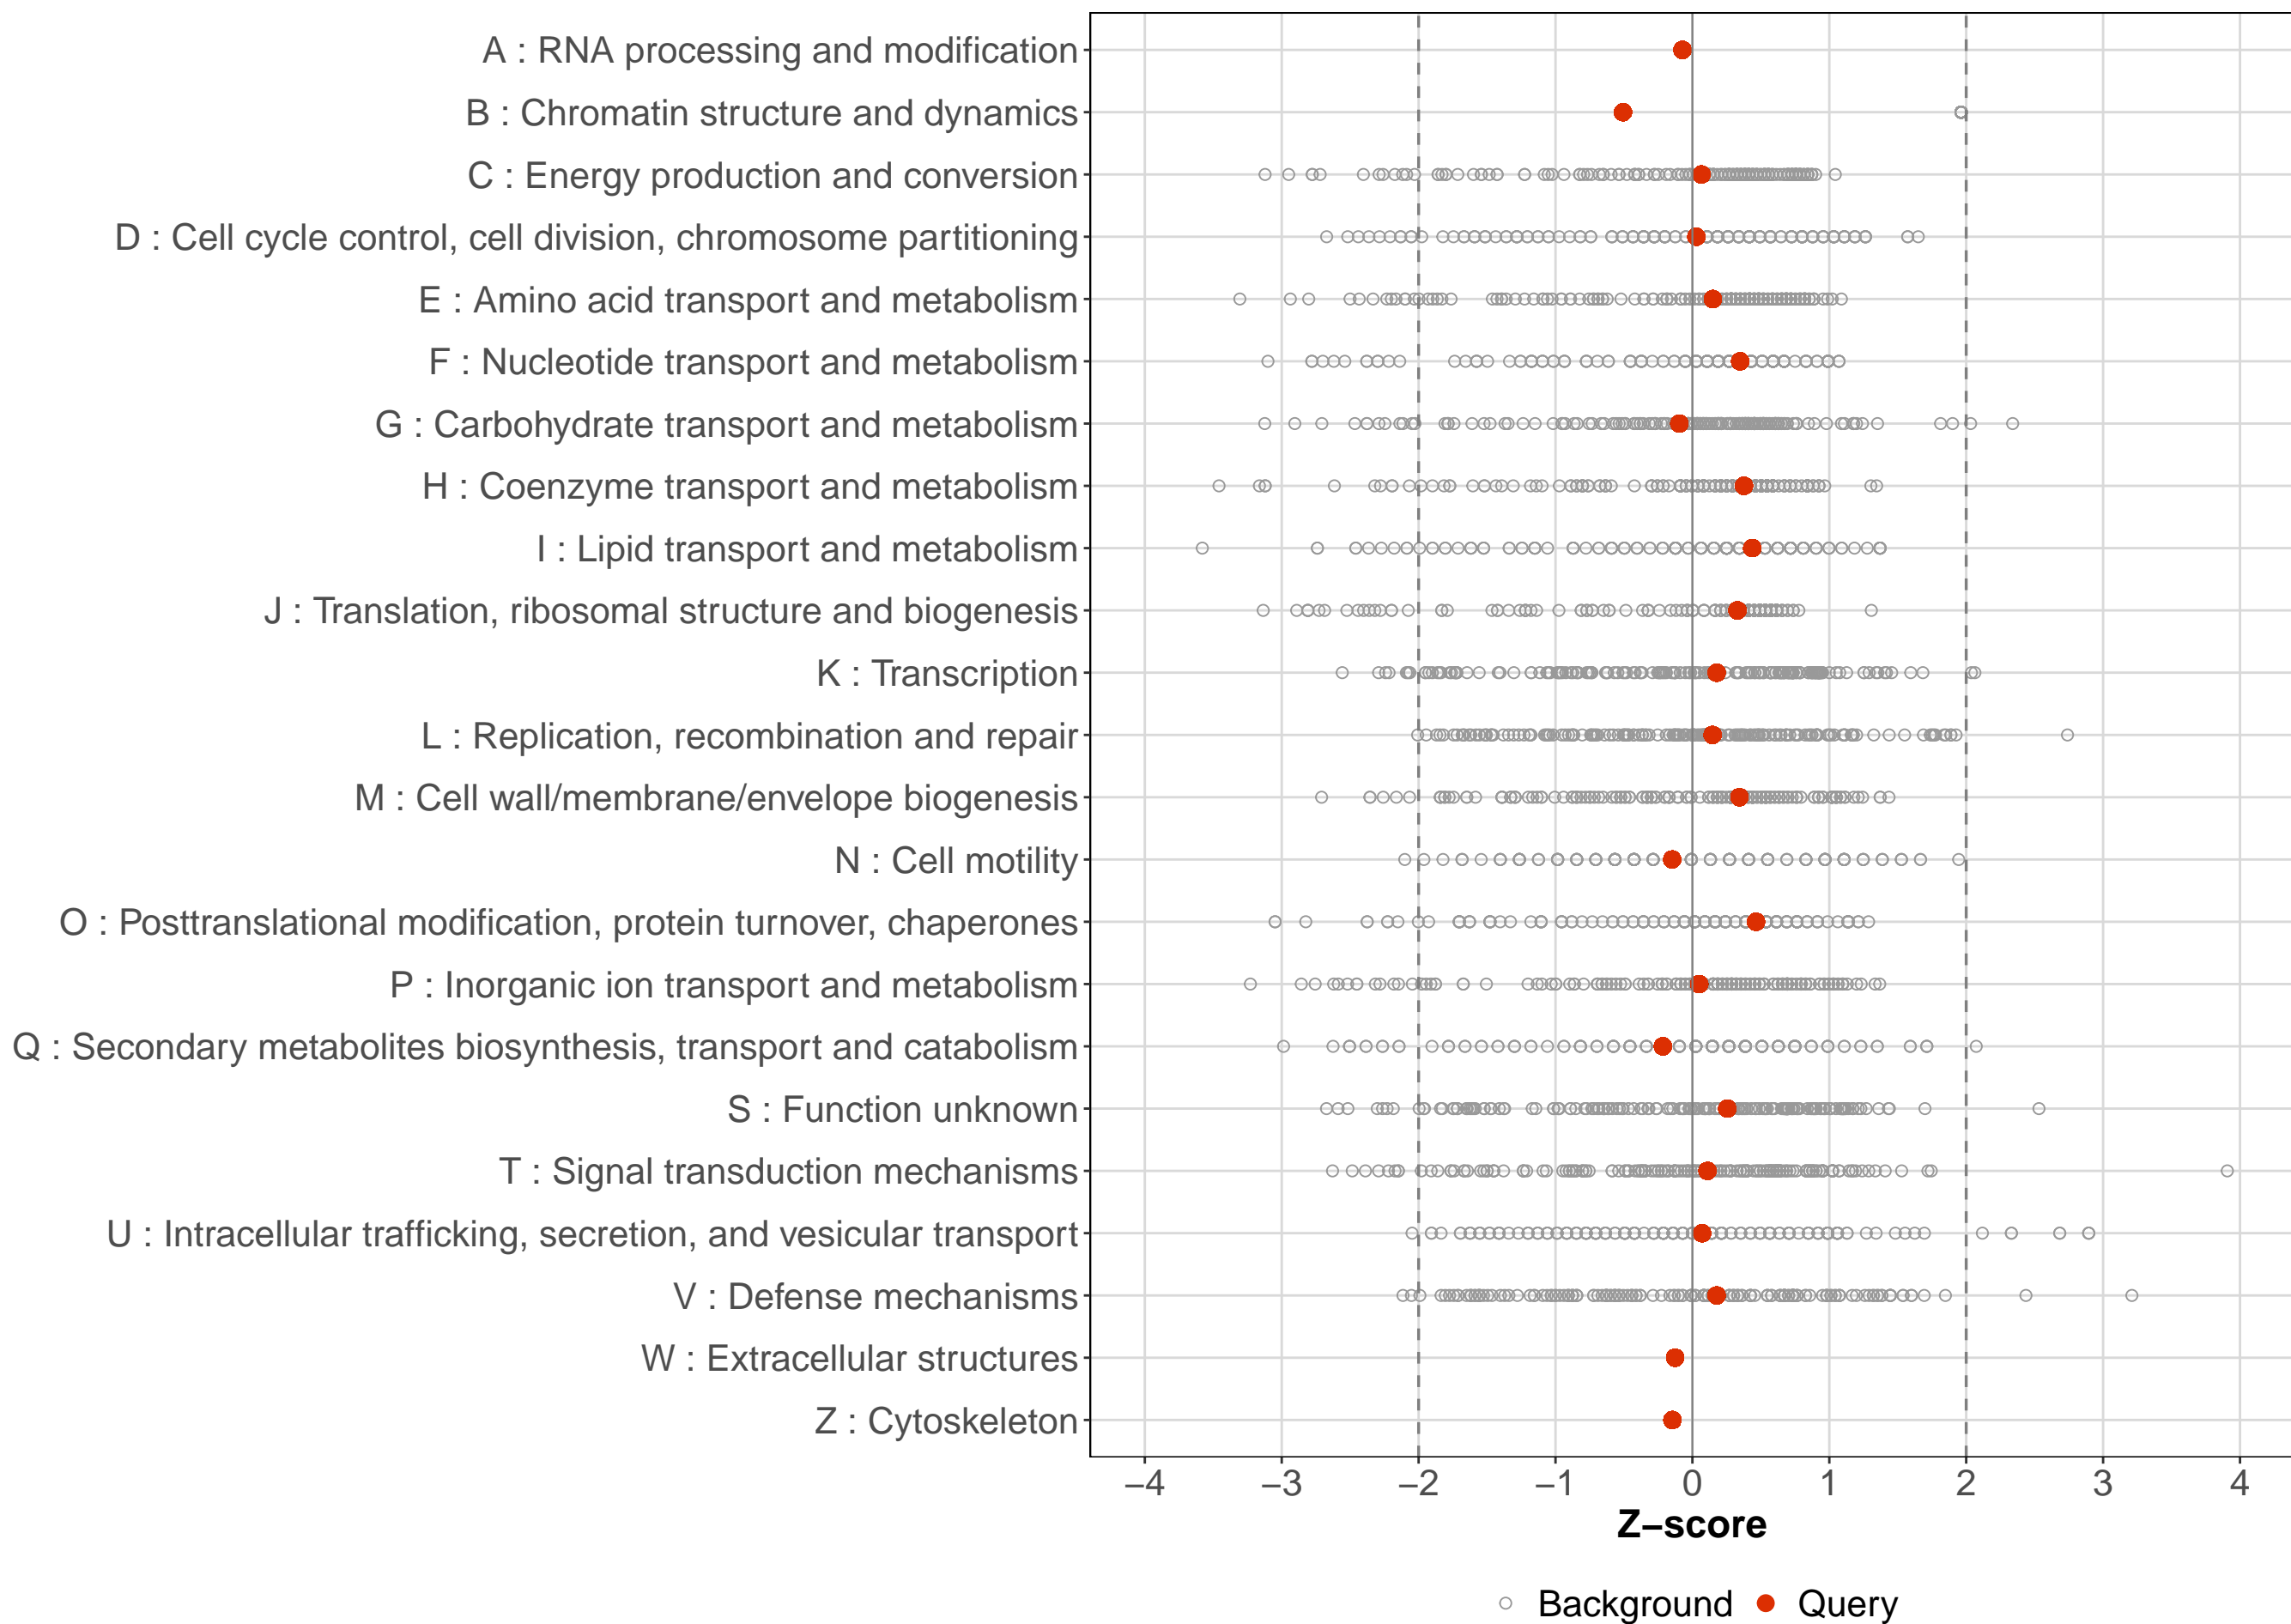 A : RNA processing and modification
B : Chromatin structure and dynamics
C : Energy production and conversion
D : Cell cycle control, cell division, chromosome partitioning
E : Amino acid transport and metabolism
F : Nucleotide transport and metabolism
G : Carbohydrate transport and metabolism
H : Coenzyme transport and metabolism
I : Lipid transport and metabolism
J : Translation, ribosomal structure and biogenesis
K : Transcription
L : Replication, recombination and repair
M : Cell wall/membrane/envelope biogenesis
N : Cell motility
O : Posttranslational modification, protein turnover, chaperones
P : Inorganic ion transport and metabolism
Q : Secondary metabolites biosynthesis, transport and catabolism
S : Function unknown
T : Signal transduction mechanisms
U : Intracellular trafficking, secretion, and vesicular transport
V : Defense mechanisms
W : Extracellular structures
Z : Cytoskeleton
−4 −3 −2 −1 0 1 2 3 4
Z−score
Background Query